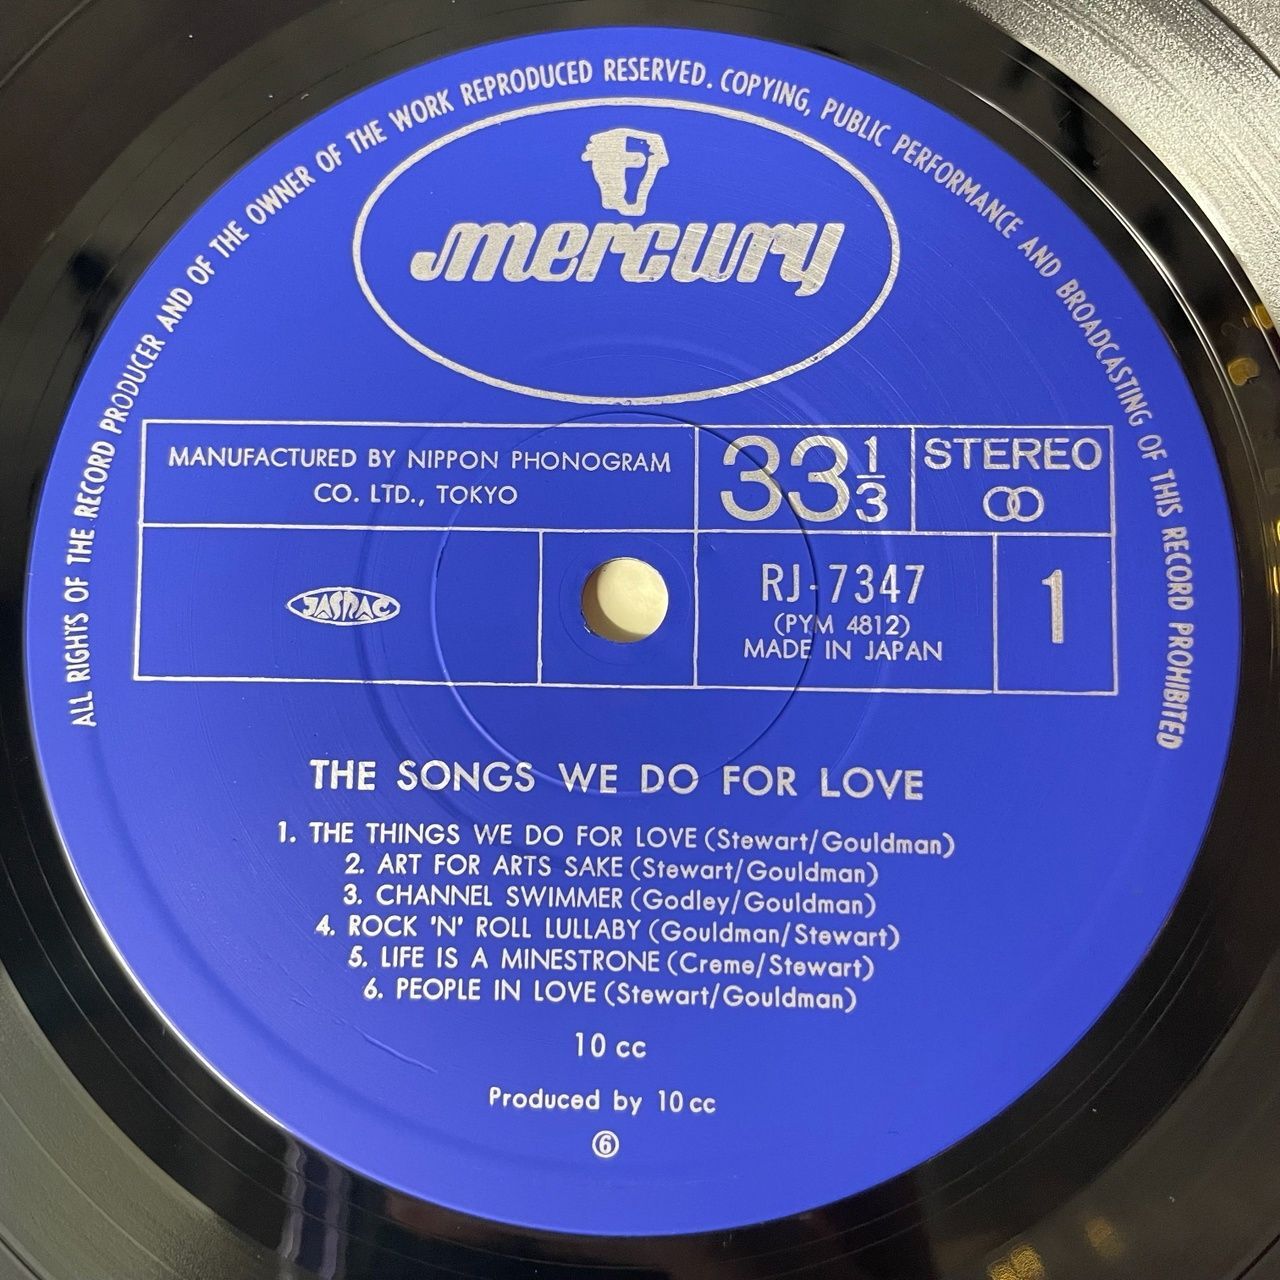 ALL RIGHTS OF THE RECORD PRODUCER AND OF THE OWNER OF THE WORK REPRODUCED RESERVED. COPYING, PUBLIC PERFORMANCE AND BROADCASTING OF THIS RECORD PROHIBITED
mercury
MANUFACTURED BY NIPPON PHONOGRAM
CO. LTD., TOKYO
33 1/3
STEREO
JASRAC
RJ-7347
(PYM 4812)
MADE IN JAPAN
1
THE SONGS WE DO FOR LOVE
1. THE THINGS WE DO FOR LOVE (Stewart/Gouldman)
2. ART FOR ARTS SAKE (Stewart/Gouldman)
3. CHANNEL SWIMMER (Godley/Gouldman)
4. ROCK 'N' ROLL LULLABY (Gouldman/Stewart)
5. LIFE IS A MINESTRONE (Creme/Stewart)
6. PEOPLE IN LOVE (Stewart/Gouldman)
10 cc
Produced by 10 cc
⑥